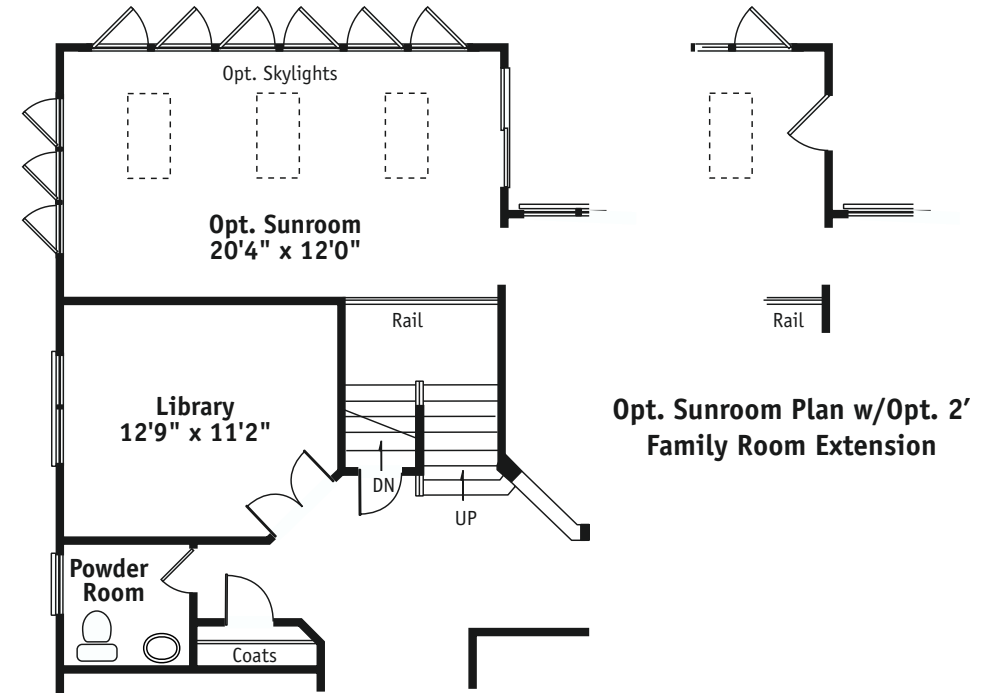 Opt. Skylights
Opt. Sunroom
20'4" x 12'0"
Rail
Rail
Library
12'9" x 11'2"
Opt. Sunroom Plan w/Opt. 2’
Family Room Extension
DN
UP
Powder
Room
Coats